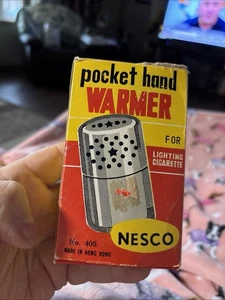 pocket hand
WARMER
FOR
LIGHTING
CIGARETTE
No. 405
NESCO
MADE IN HONG KONG